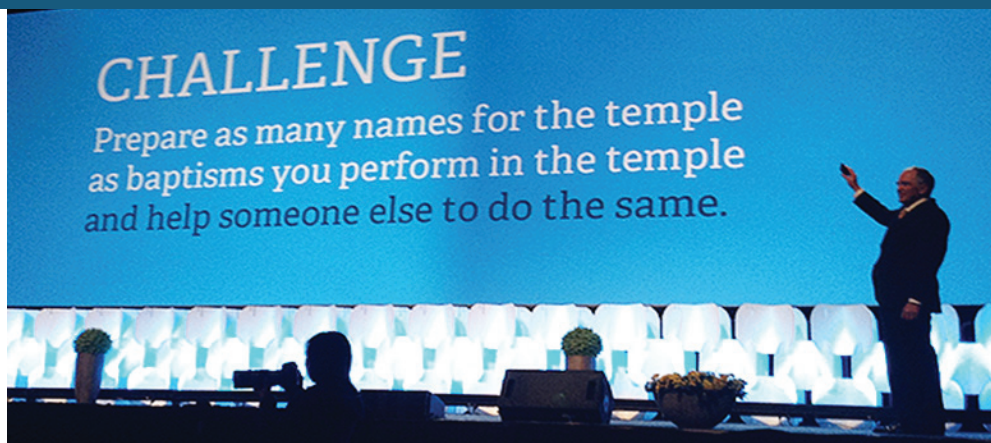 CHALLENGE
Prepare as many names for the temple
as baptisms you perform in the temple
and help someone else to do the same.